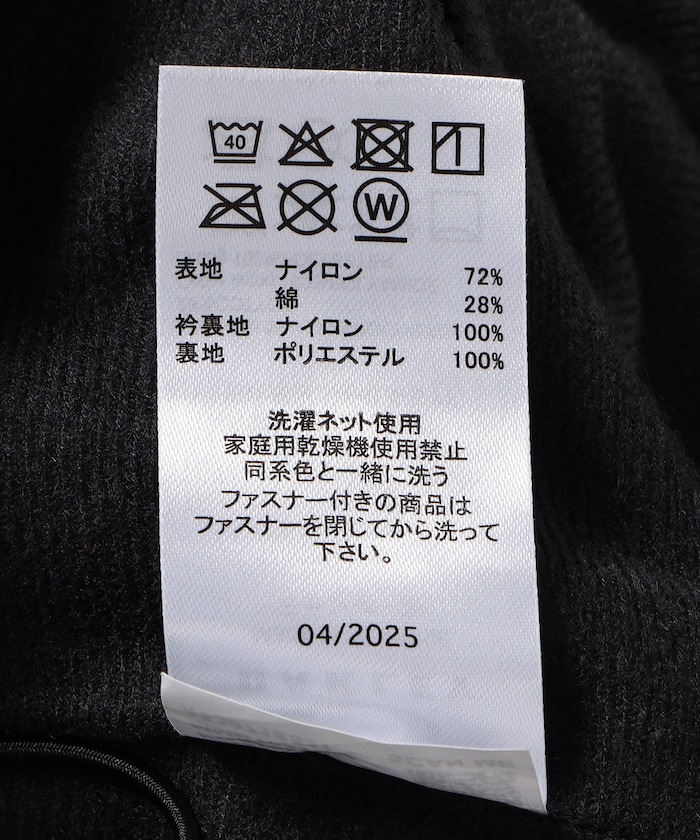 40
W
表地 ナイロン 72%
綿 28%
衿裏地 ナイロン 100%
裏地 ポリエステル 100%
洗濯ネット使用
家庭用乾燥機使用禁止
同系色と一緒に洗う
ファスナー付きの商品は
ファスナーを閉じてから洗って
下さい。
04/2025
SCAN ME